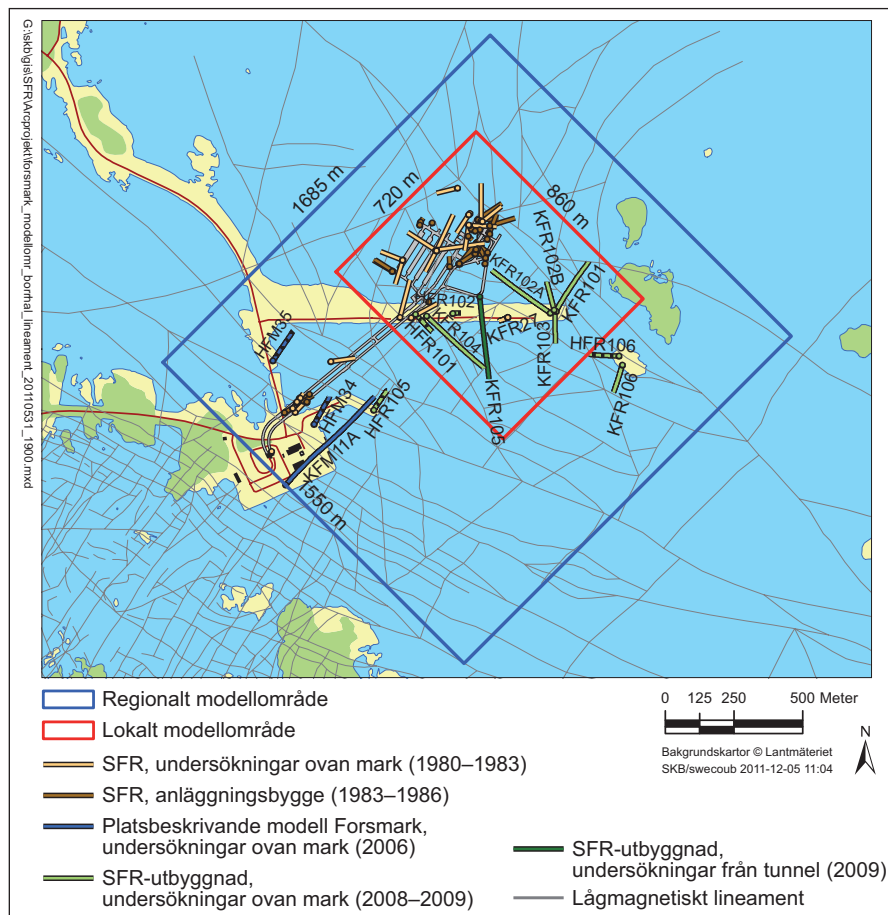 G:\skb\gis\SFR\Arcprojekt\forsmark_modellomr_borrhal_lineament_20110531_1900.mxd
1685 m
720 m
860 m
KFR102B
KFR102A
KFR101
HFR102
KFR104
KFR27
HFR101
KFR103
HFR106
KFR106
KFR105
HFM35
HFM34
HFR105
KFM11A
1550 m
Regionalt modellområde
Lokalt modellområde
SFR, undersökningar ovan mark (1980–1983)
SFR, anläggningsbygge (1983–1986)
Platsbeskrivande modell Forsmark,
undersökningar ovan mark (2006)
SFR-utbyggnad,
undersökningar ovan mark (2008–2009)
SFR-utbyggnad,
undersökningar från tunnel (2009)
Lågmagnetiskt lineament
0 125 250 500 Meter
Bakgrundskartor © Lantmäteriet
SKB/swecoub 2011-12-05 11:04
N